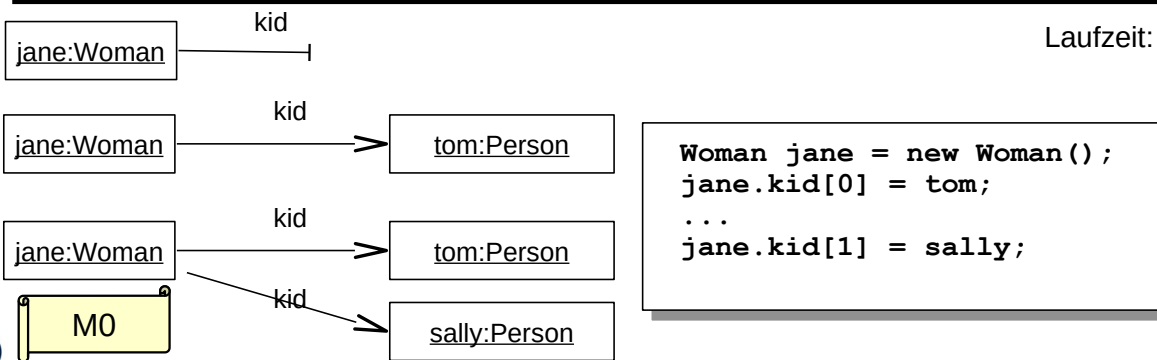 kid
jane:Woman
Laufzeit:
kid
jane:Woman
tom:Person
Woman jane = new Woman();
jane.kid[0] = tom;
...
jane.kid[1] = sally;
kid
jane:Woman
tom:Person
kid
M0
sally:Person